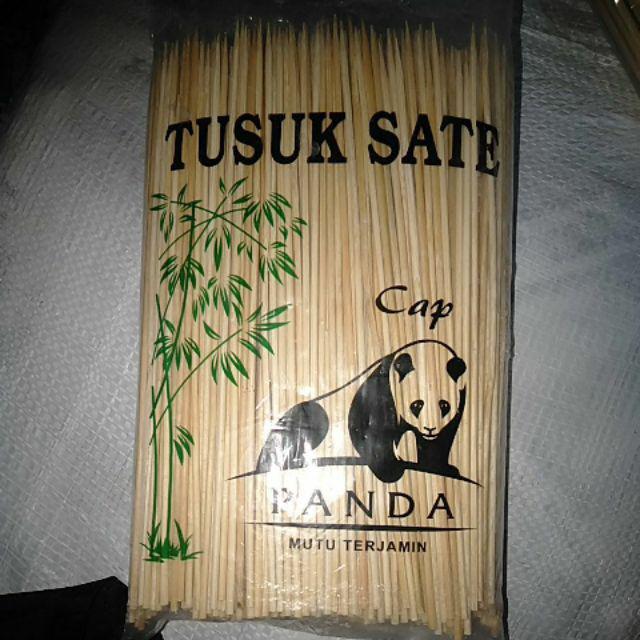 TUSUK SATE
Cap
PANDA
MUTU TERJAMIN